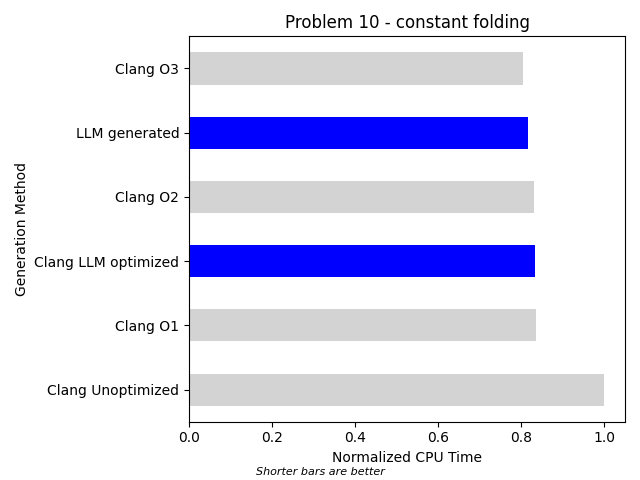 Problem 10 - constant folding
Generation Method
Clang O3
LLM generated
Clang O2
Clang LLM optimized
Clang O1
Clang Unoptimized
0.0 0.2 0.4 0.6 0.8 1.0
Normalized CPU Time
Shorter bars are better